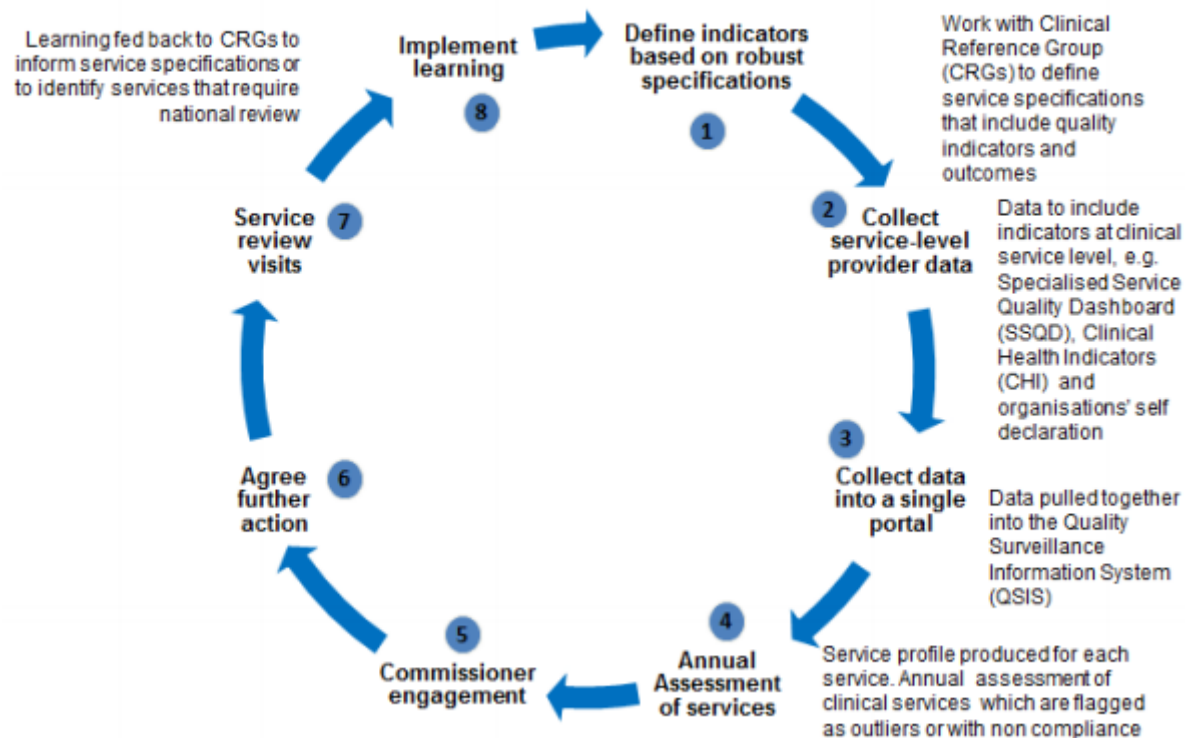 Define indicators
based on robust
specifications
1
Work with Clinical
Reference Group
(CRGs) to define
service specifications
that include quality
indicators and
outcomes
2
Collect
service-level
provider data
Data to include
indicators at clinical
service level, e.g.
Specialised Service
Quality Dashboard
(SSQD), Clinical
Health Indicators
(CHI) and
organisations' self
declaration
3
Collect data
into a single
portal
Data pulled together
into the Quality
Surveillance
Information System
(QSIS)
4
Annual
Assessment
of services
Service profile produced for each
service. Annual assessment of
clinical services which are flagged
as outliers or with non compliance
5
Commissioner
engagement
6
Agree
further
action
7
Service
review
visits
8
Implement
learning
Learning fed back to CRGs to
inform service specifications or
to identify services that require
national review